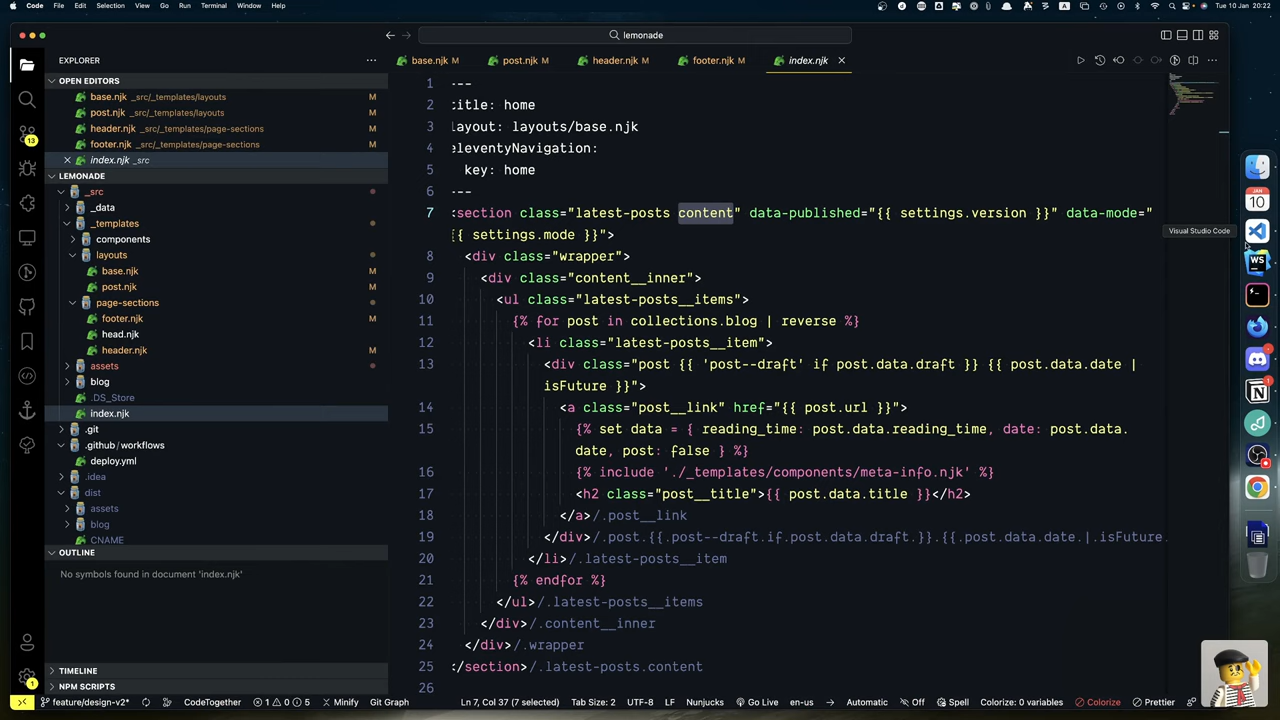 Code File Edit Selection View Go Run Terminal Window Help
Tue 10 Jan 20:22
lemonade
EXPLORER
OPEN EDITORS
base.njk _src/_templates/layouts M
post.njk _src/_templates/layouts M
header.njk _src/_templates/page-sections M
footer.njk _src/_templates/page-sections M
index.njk _src
LEMONADE
_src
_data
_templates
components
layouts
base.njk M
post.njk M
page-sections
footer.njk M
head.njk
header.njk M
assets
blog
.DS_Store
index.njk
.git
.github/workflows
deploy.yml
.idea
dist
assets
blog
CNAME
OUTLINE
No symbols found in document 'index.njk'
TIMELINE
NPM SCRIPTS
13
1
base.njk M post.njk M header.njk M footer.njk M index.njk
1 ---
2 title: home
3 layout: layouts/base.njk
4 eleventyNavigation:
5 key: home
6 ---
7 <section class="latest-posts content" data-published="{{ settings.version }}" data-mode="
{{ settings.mode }}">
8 <div class="wrapper">
9 <div class="content__inner">
10 <ul class="latest-posts__items">
11 {% for post in collections.blog | reverse %}
12 <li class="latest-posts__item">
13 <div class="post {{ 'post--draft' if post.data.draft }} {{ post.data.date |
isFuture }}">
14 <a class="post__link" href="{{ post.url }}">
15 {% set data = { reading_time: post.data.reading_time, date: post.data.
date, post: false } %}
16 {% include './_templates/components/meta-info.njk' %}
17 <h2 class="post__title">{{ post.data.title }}</h2>
18 </a>/.post__link
19 </div>/.post.{{.post--draft.if.post.data.draft.}}.{{.post.data.date.|.isFuture.
20 </li>/.latest-posts__item
21 {% endfor %}
22 </ul>/.latest-posts__items
23 </div>/.content__inner
24 </div>/.wrapper
25 </section>/.latest-posts.content
26
Visual Studio Code
JAN
10
WS
feature/design-v2* CodeTogether 1 0 5 Minify Git Graph Ln 7, Col 37 (7 selected) Tab Size: 2 UTF-8 LF Nunjucks Go Live en-us Automatic Off Spell Colorize: 0 variables Colorize Prettier